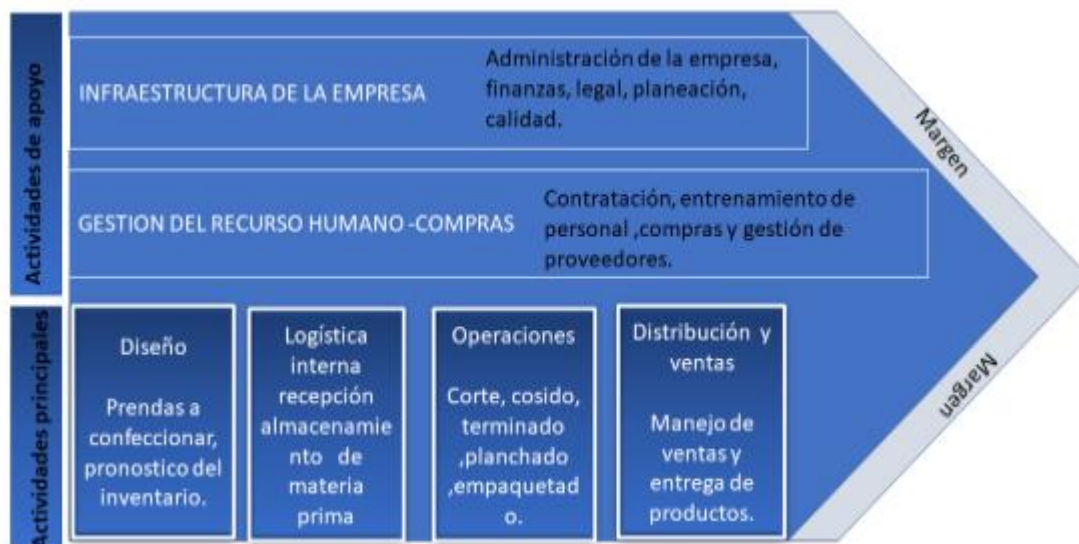 Actividades de apoyo
INFRAESTRUCTURA DE LA EMPRESA
Administración de la empresa,
finanzas, legal, planeación,
calidad.
GESTION DEL RECURSO HUMANO -COMPRAS
Contratación, entrenamiento de
personal ,compras y gestión de
proveedores.
Margen
Actividades principales
Diseño
Prendas a
confeccionar,
pronostico del
inventario.
Logística
interna
recepción
almacenamie
nto de
materia
prima
Operaciones
Corte, cosido,
terminado
,planchado
,empaquetad
o.
Distribución y
ventas
Manejo de
ventas y
entrega de
productos.
Margen